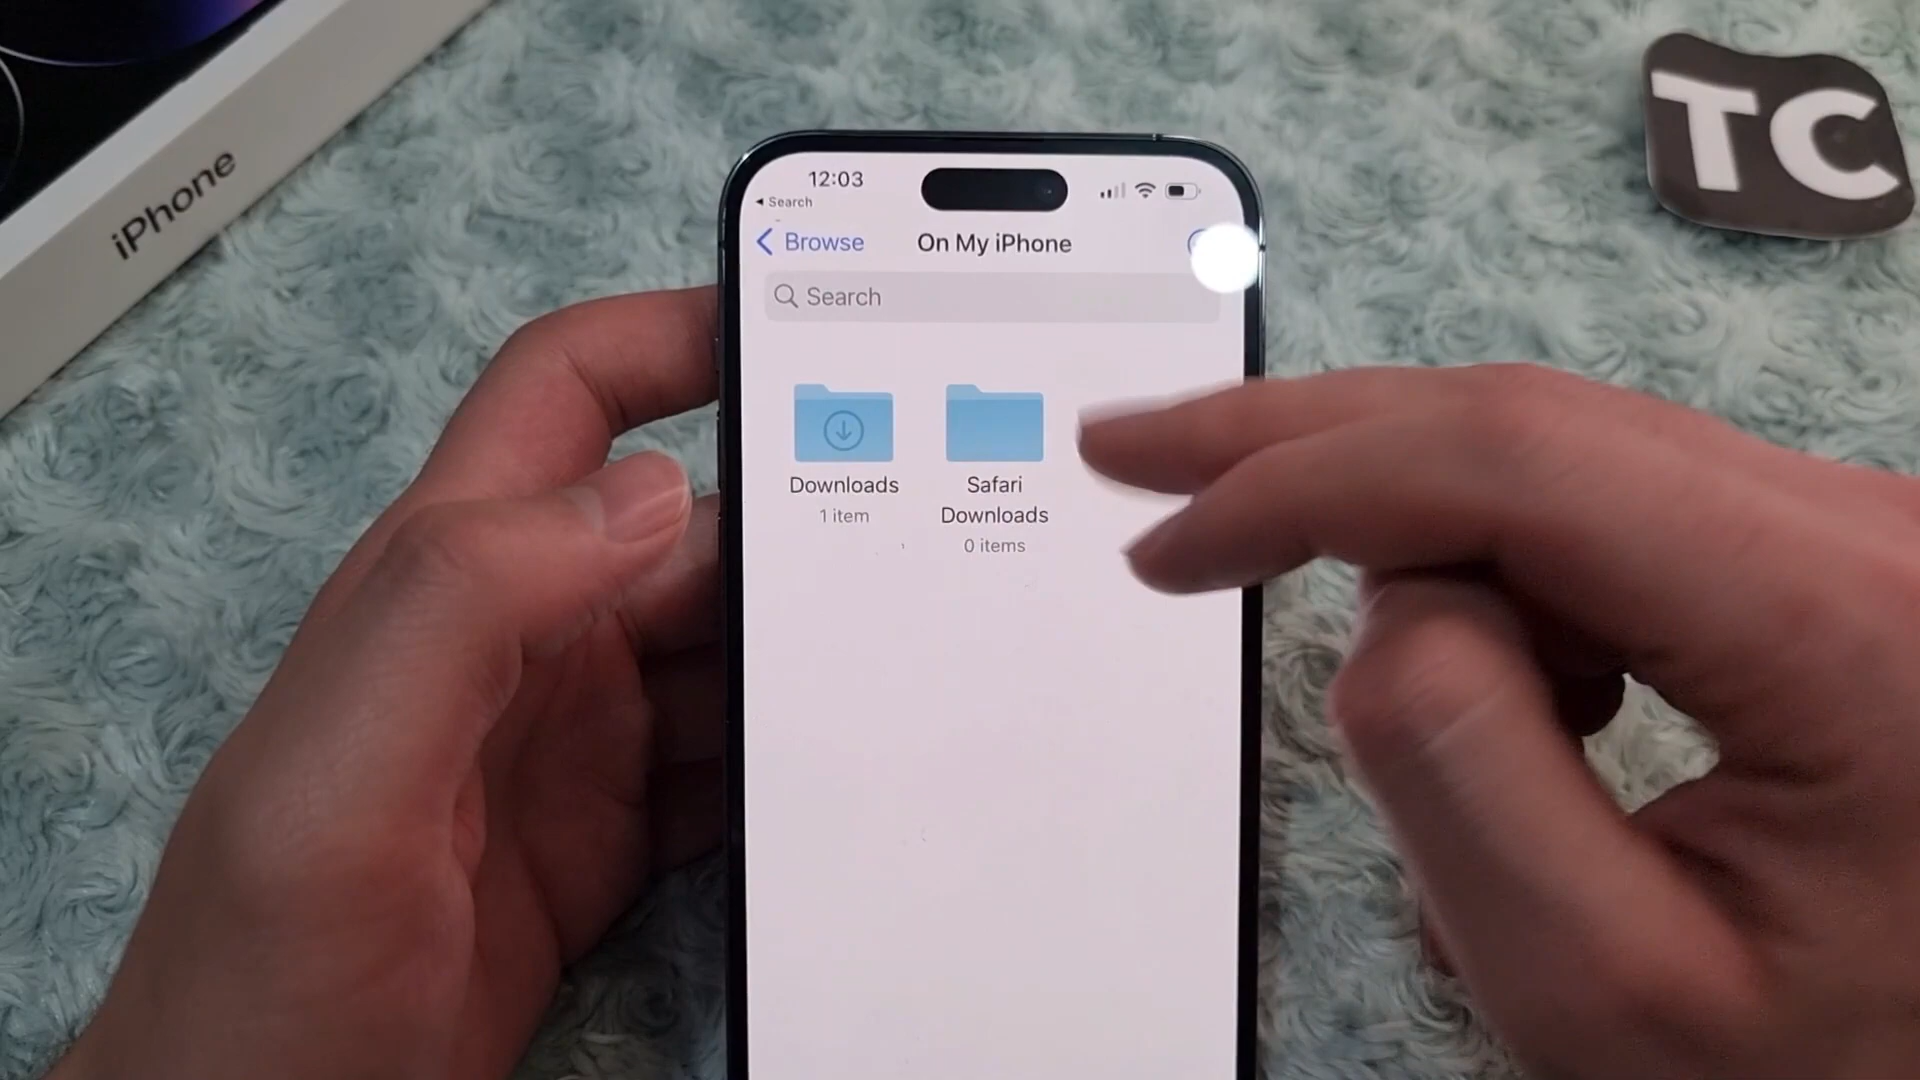 iPhone
TC
12:03
Search
Browse
On My iPhone
Search
Downloads
1 item
Safari
Downloads
0 items